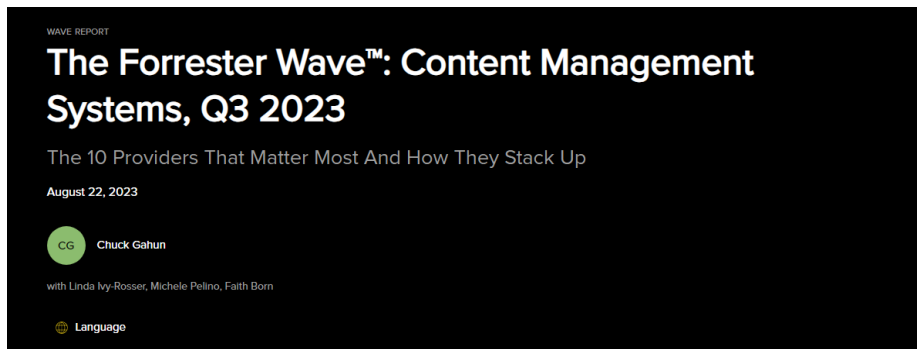 WAVE REPORT
The Forrester Wave™: Content Management
Systems, Q3 2023
The 10 Providers That Matter Most And How They Stack Up
August 22, 2023
CG
Chuck Gahun
with Linda Ivy-Rosser, Michele Pelino, Faith Born
Language